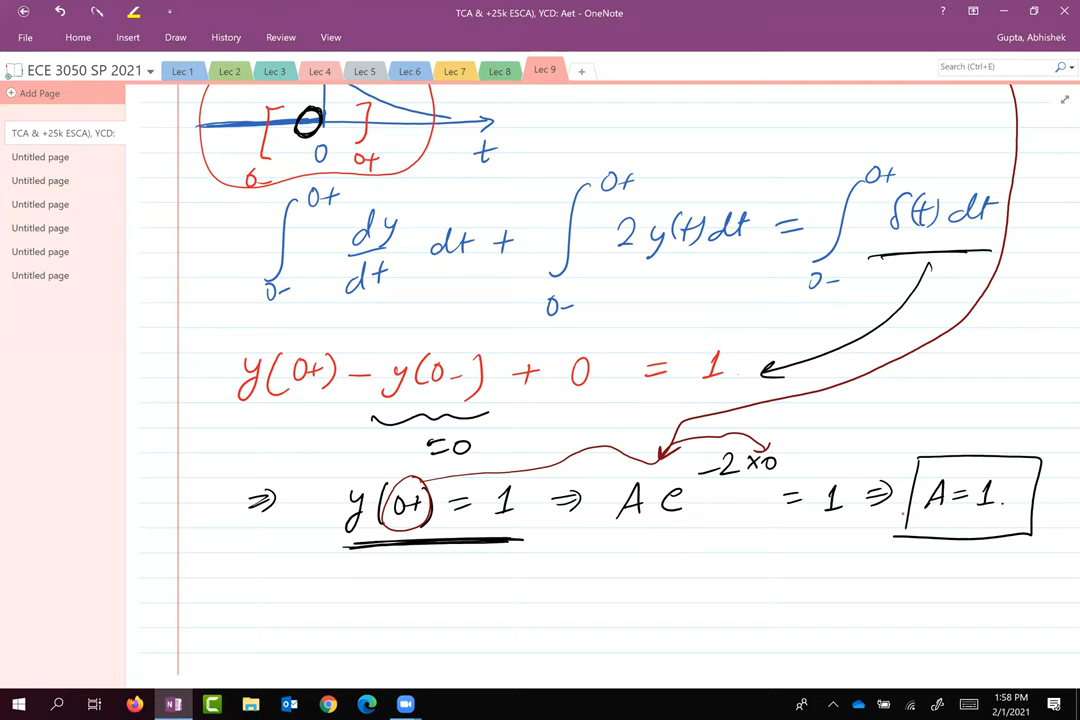 TCA & +25k ESCA), YCD: Aet - OneNote
File Home Insert Draw History Review View
Gupta, Abhishek
ECE 3050 SP 2021
Lec 1 Lec 2 Lec 3 Lec 4 Lec 5 Lec 6 Lec 7 Lec 8 Lec 9
Search (Ctrl+E)
Add Page
TCA & +25k ESCA), YCD:
Untitled page
Untitled page
Untitled page
Untitled page
Untitled page
Untitled page
0- 0 0+ t
∫_{0-}^{0+} dy/dt dt + ∫_{0-}^{0+} 2y(t)dt = ∫_{0-}^{0+} δ(t)dt
y(0+) - y(0-) + 0 = 1
=0
⇒ y(0+) = 1 ⇒ A e^{-2×0} = 1 ⇒ A=1.
1:58 PM
2/1/2021